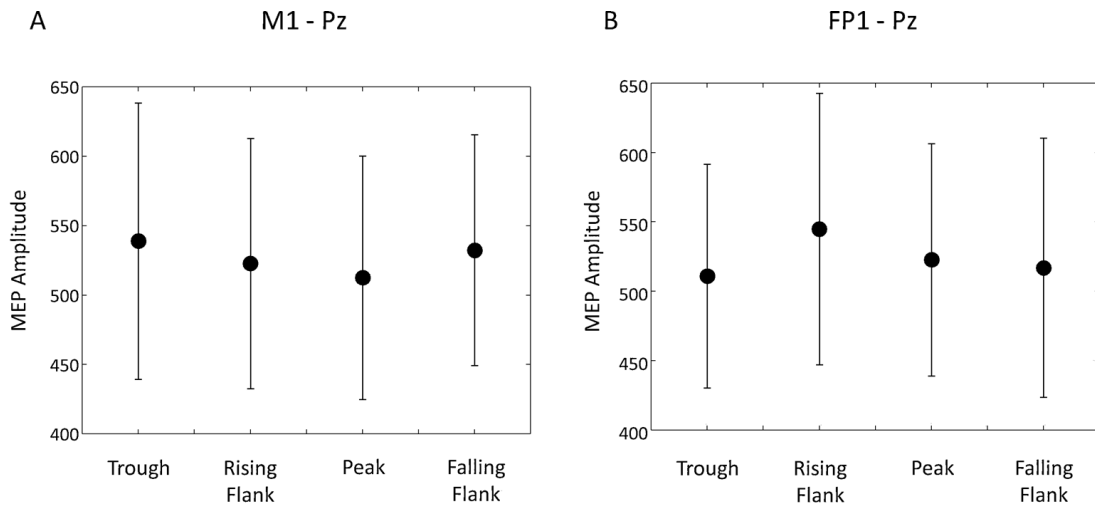 A
M1 - Pz
MEP Amplitude
650
600
550
500
450
400
Trough
Rising
Flank
Peak
Falling
Flank
B
FP1 - Pz
MEP Amplitude
650
600
550
500
450
400
Trough
Rising
Flank
Peak
Falling
Flank